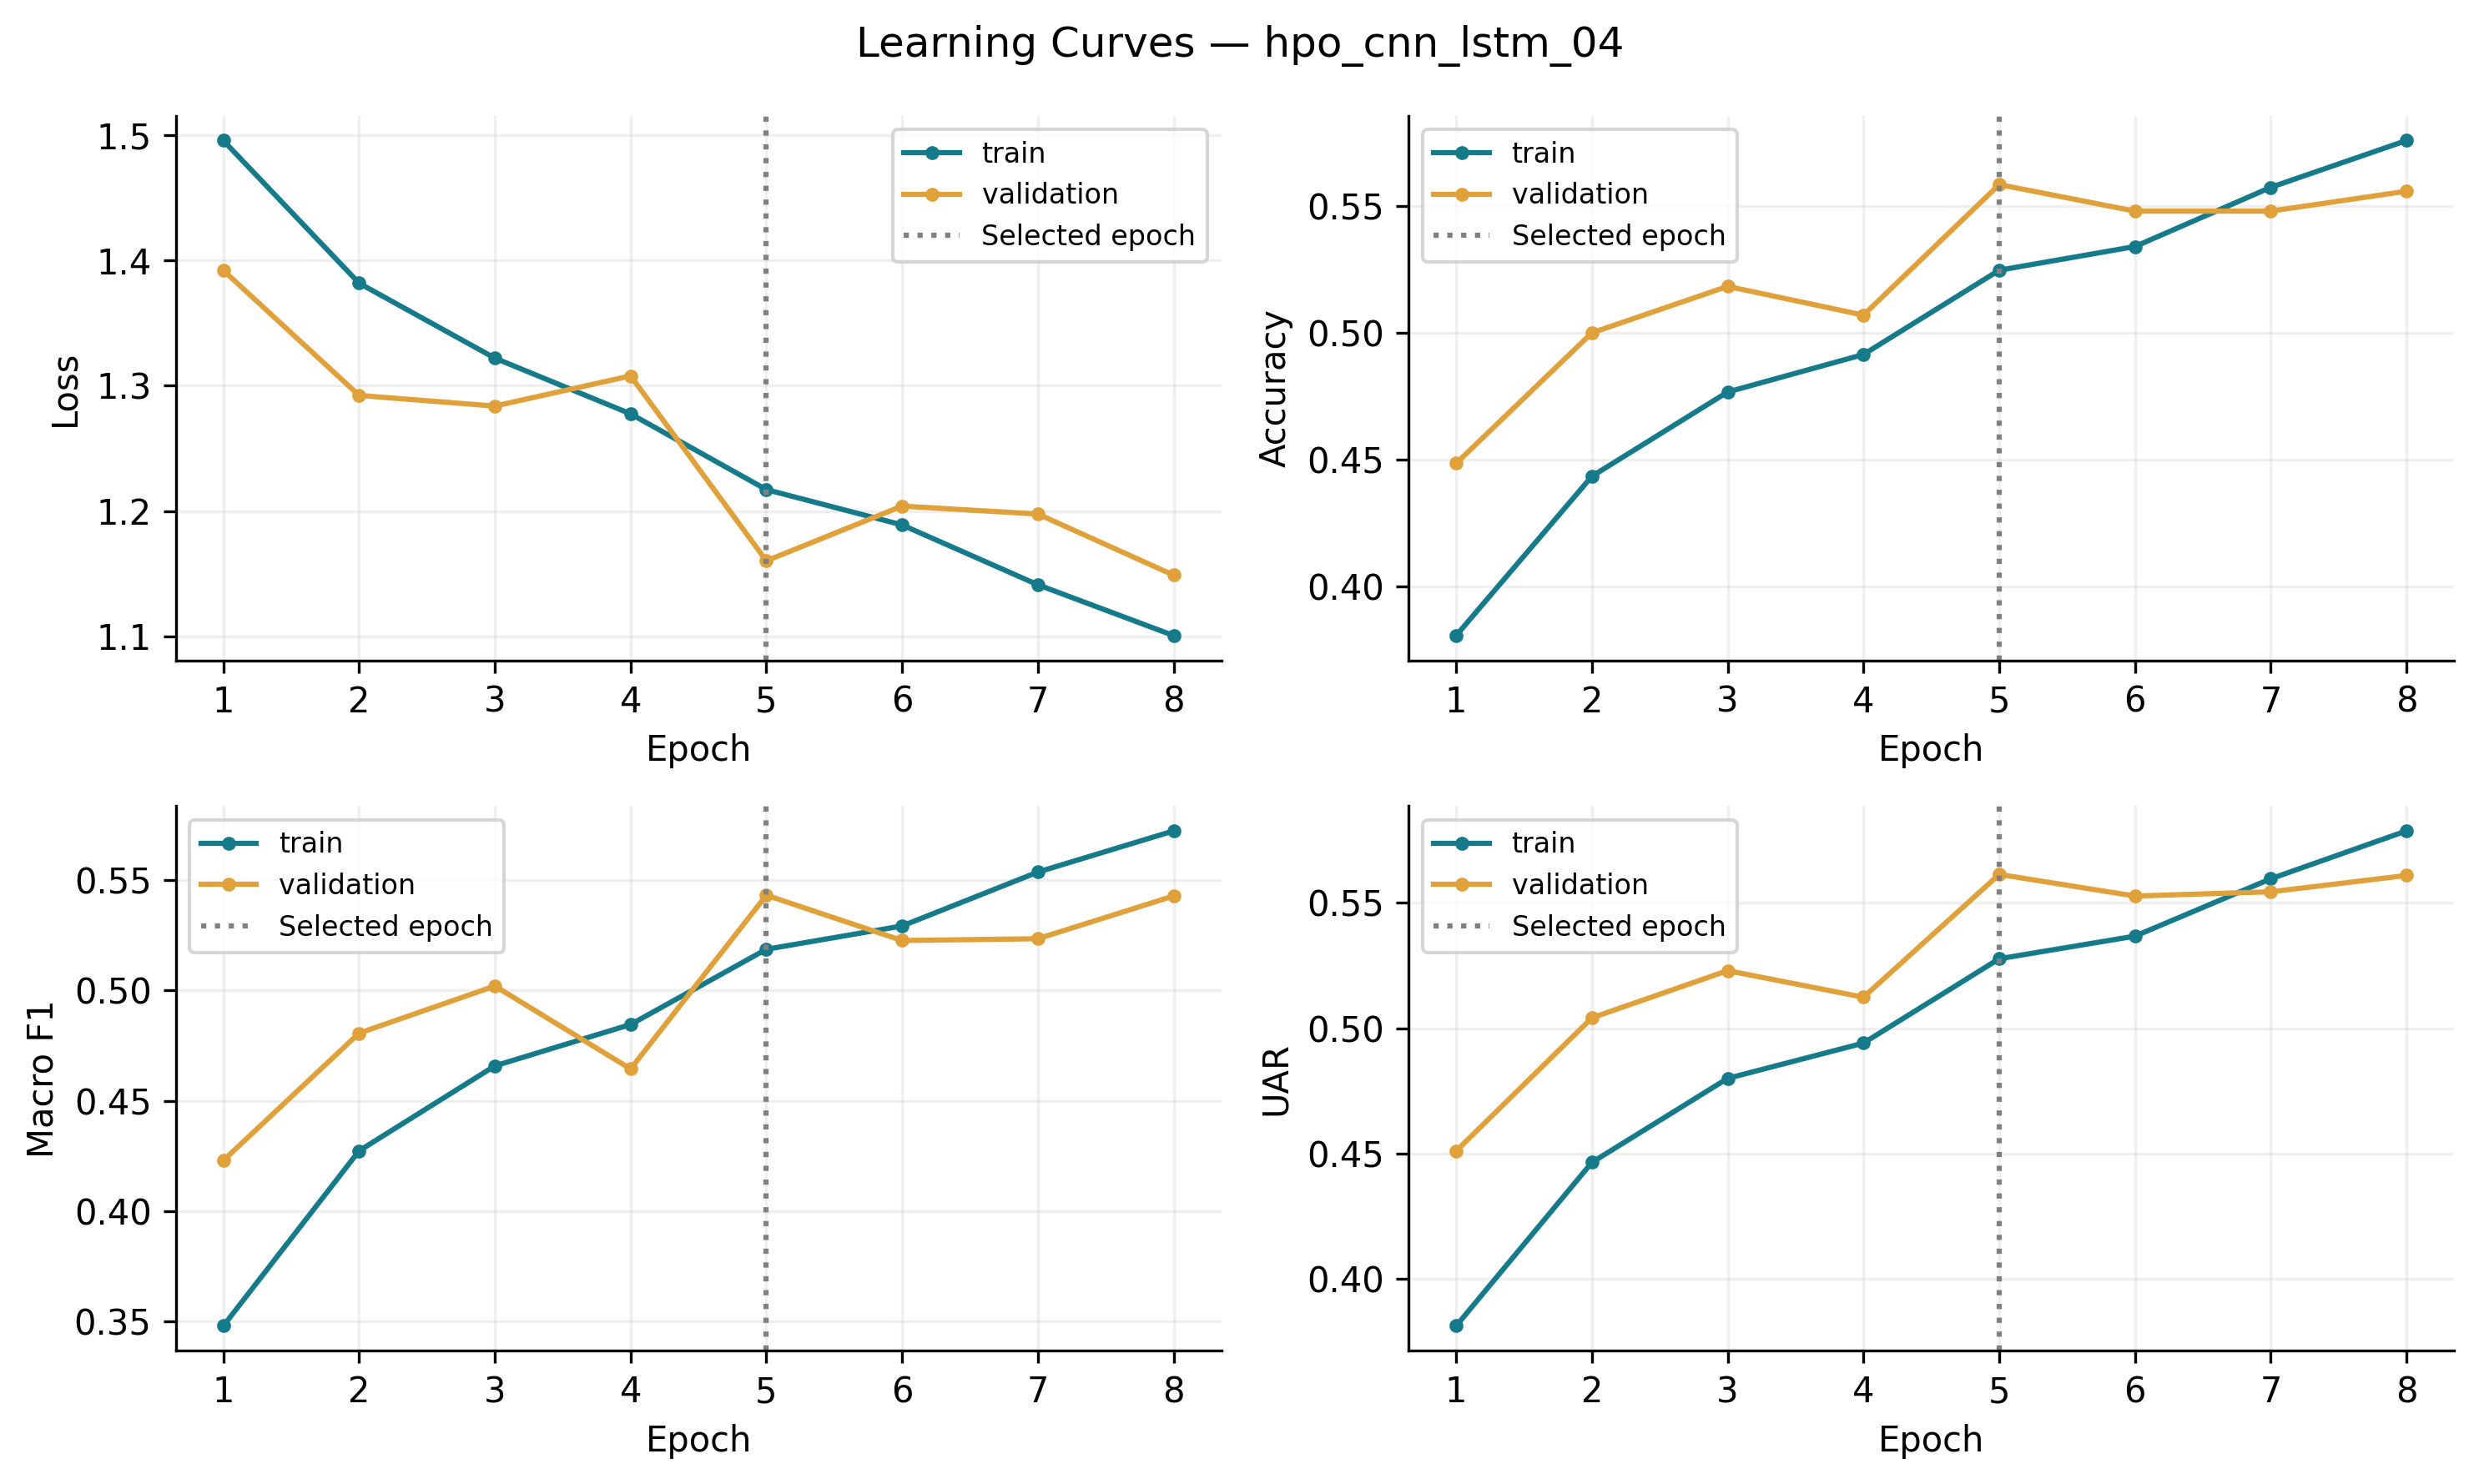 Learning Curves — hpo_cnn_lstm_04
Loss
1.5
1.4
1.3
1.2
1.1
train
validation
Selected epoch
1 2 3 4 5 6 7 8
Epoch
Accuracy
0.55
0.50
0.45
0.40
train
validation
Selected epoch
1 2 3 4 5 6 7 8
Epoch
Macro F1
0.55
0.50
0.45
0.40
0.35
train
validation
Selected epoch
1 2 3 4 5 6 7 8
Epoch
UAR
0.55
0.50
0.45
0.40
train
validation
Selected epoch
1 2 3 4 5 6 7 8
Epoch